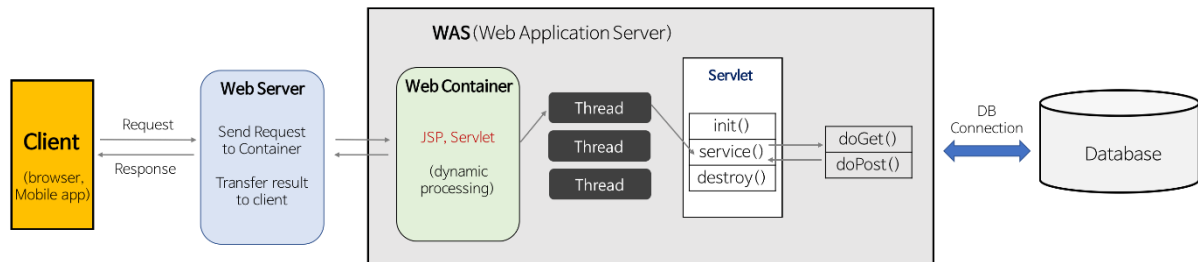 WAS (Web Application Server)
Client
(browser,
Mobile app)
Request
Response
Web Server
Send Request
to Container
Transfer result
to client
Web Container
JSP, Servlet
(dynamic
processing)
Thread
Thread
Thread
Servlet
init()
service()
destroy()
doGet()
doPost()
DB
Connection
Database